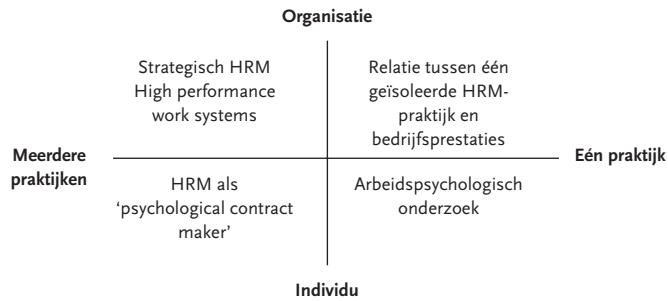 Organisatie
Strategisch HRM
High performance
work systems
Relatie tussen één
geïsoleerde HRM-
praktijk en
bedrijfsprestaties
Meerdere
praktijken
Eén praktijk
HRM als
‘psychological contract
maker’
Arbeidspsychologisch
onderzoek
Individu